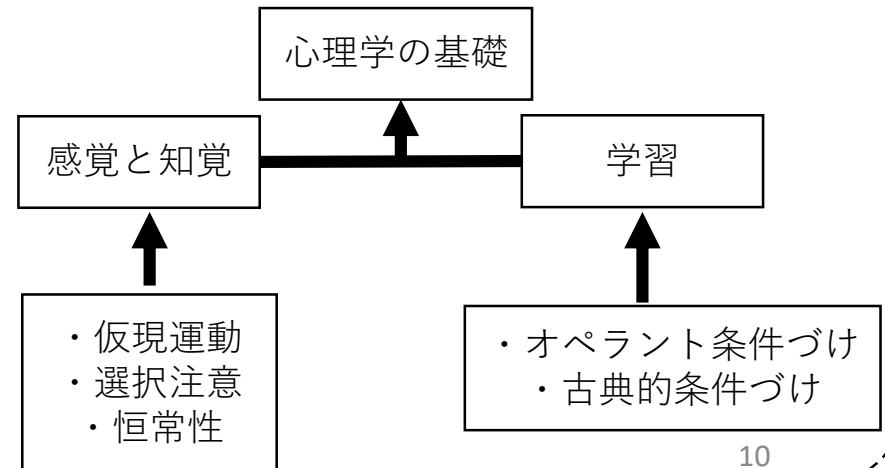 心理学の基礎
感覚と知覚
学習
・仮現運動
・選択注意
・恒常性
・オペラント条件づけ
・古典的条件づけ
10